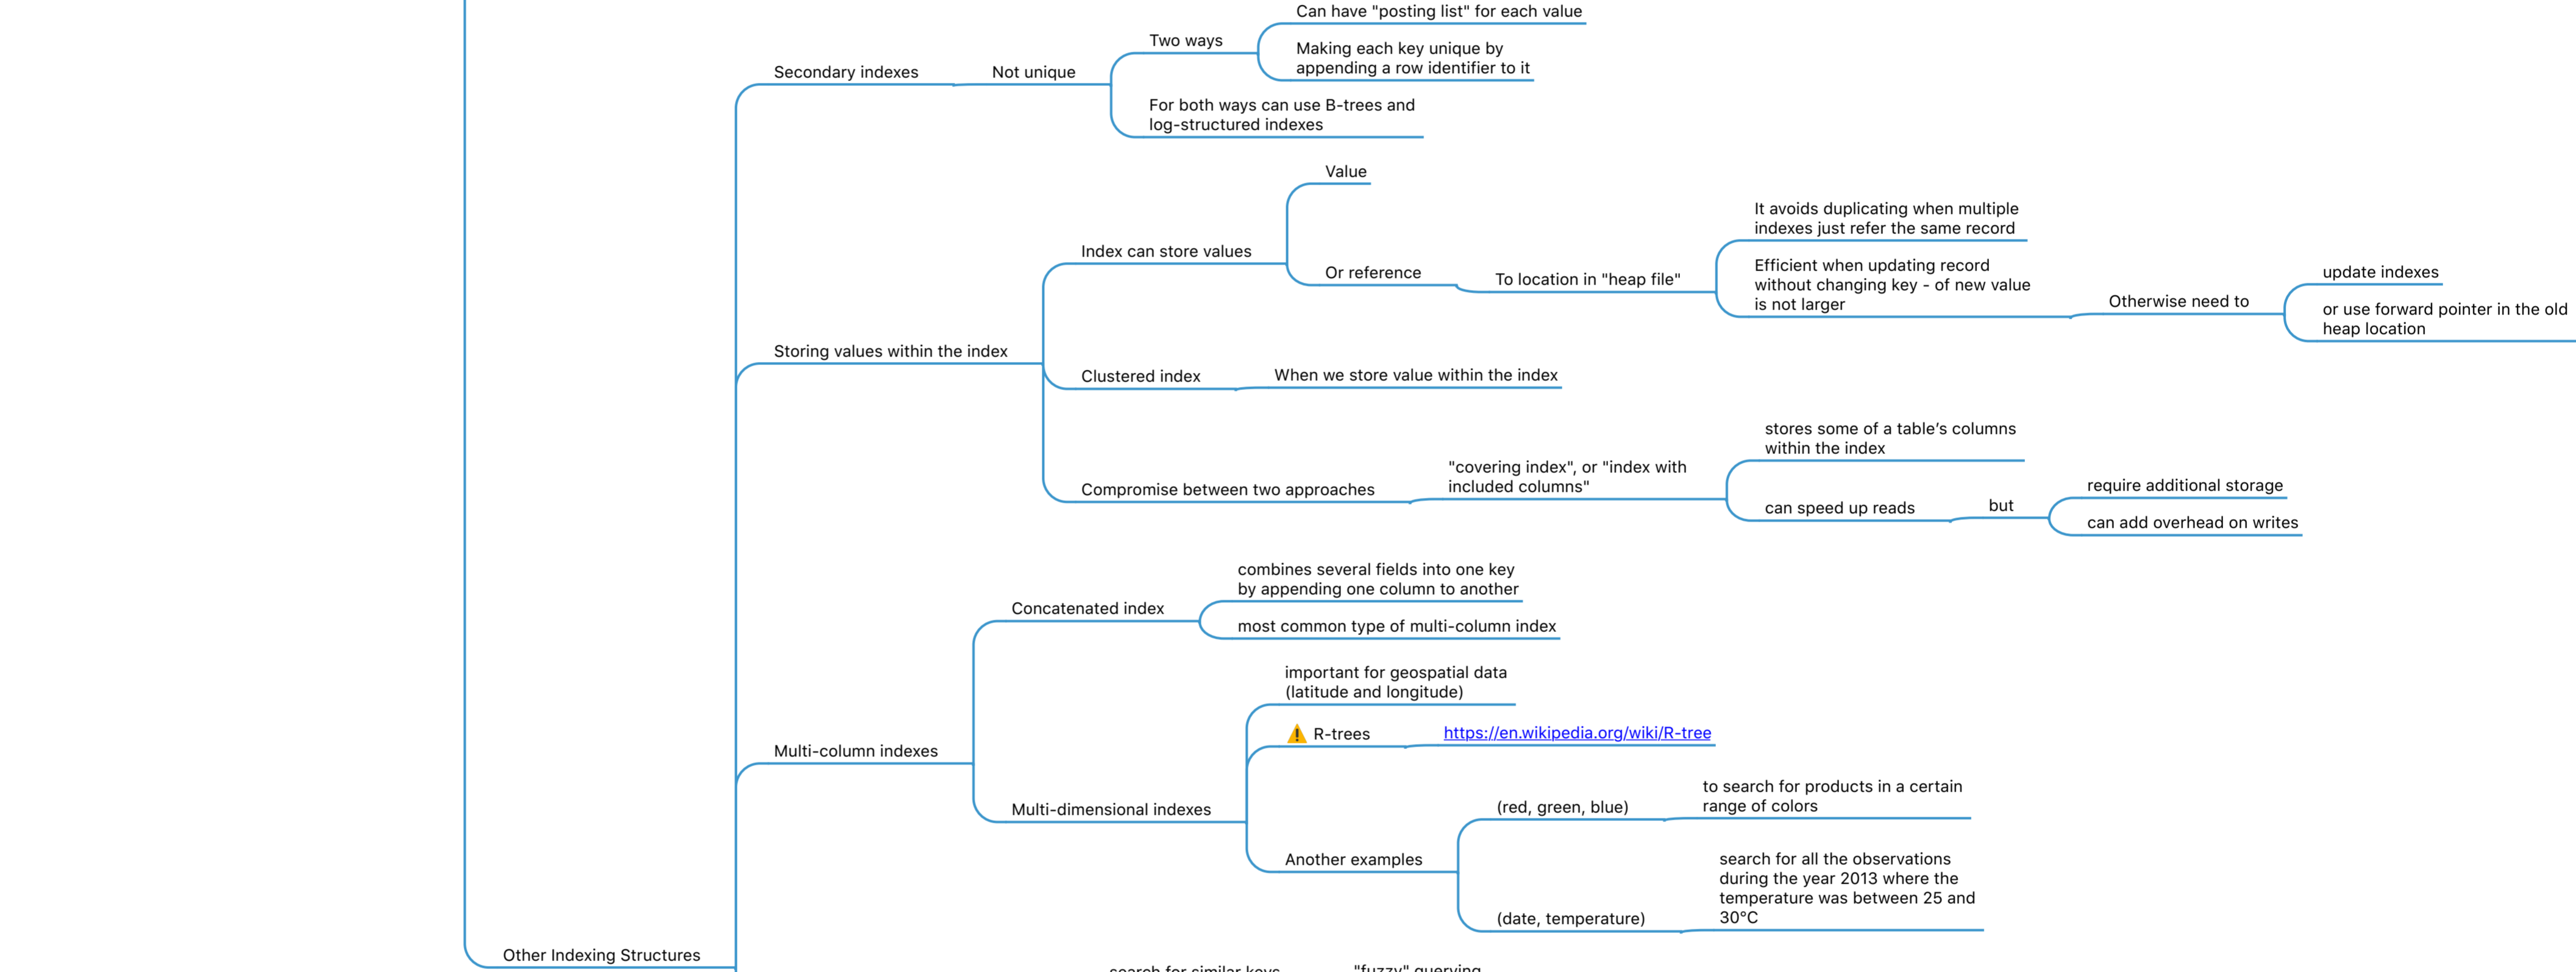 Can have "posting list" for each value
Two ways
Making each key unique by
appending a row identifier to it
Secondary indexes
Not unique
For both ways can use B-trees and
log-structured indexes
Value
It avoids duplicating when multiple
indexes just refer the same record
Index can store values
Or reference
To location in "heap file"
Efficient when updating record
without changing key - of new value
is not larger
Otherwise need to
update indexes
or use forward pointer in the old
heap location
Storing values within the index
Clustered index
When we store value within the index
stores some of a table’s columns
within the index
Compromise between two approaches
"covering index", or "index with
included columns"
can speed up reads
but
require additional storage
can add overhead on writes
combines several fields into one key
by appending one column to another
Concatenated index
most common type of multi-column index
important for geospatial data
(latitude and longitude)
⚠️ R-trees
https://en.wikipedia.org/wiki/R-tree
Multi-column indexes
Multi-dimensional indexes
to search for products in a certain
range of colors
(red, green, blue)
Another examples
search for all the observations
during the year 2013 where the
temperature was between 25 and
30°C
(date, temperature)
Other Indexing Structures
search for similar keys
"fuzzy" querying